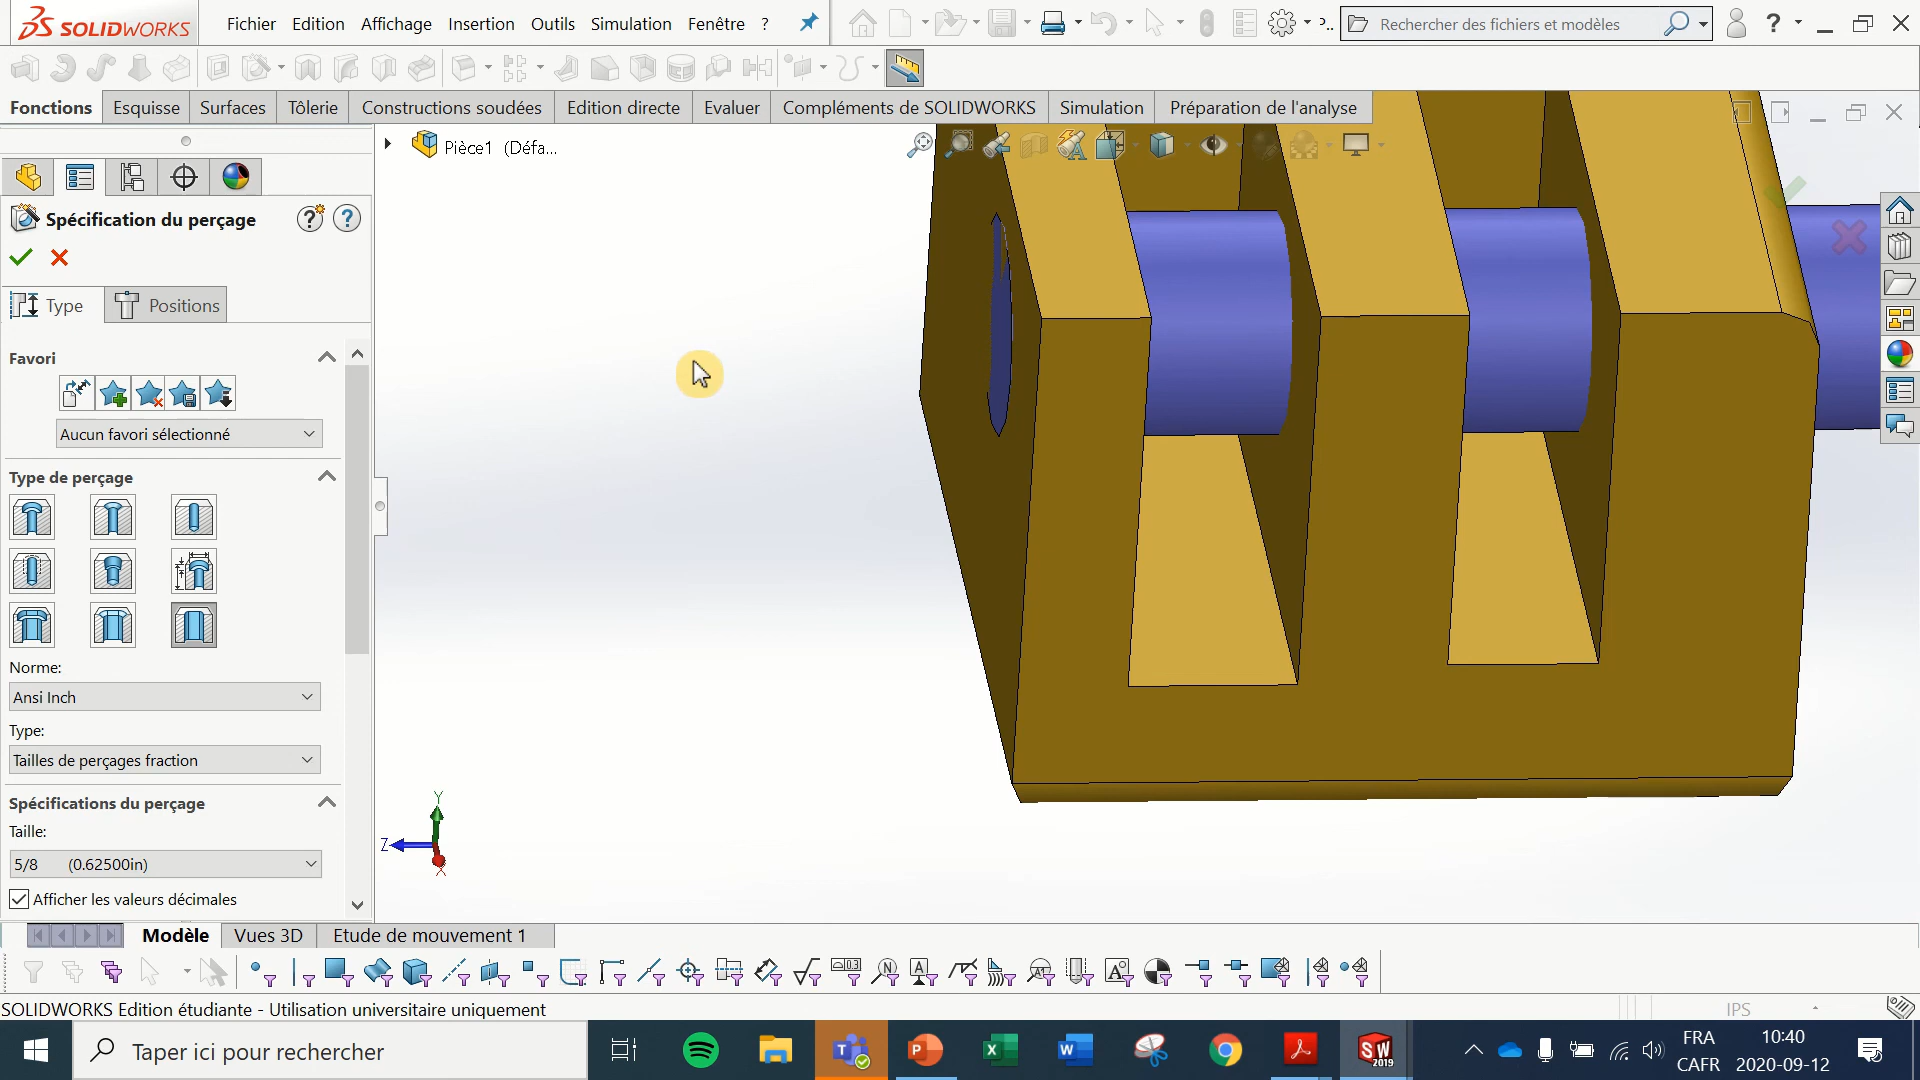 SOLIDWORKS
Fichier Edition Affichage Insertion Outils Simulation Fenêtre ?
Rechercher des fichiers et modèles
?
Fonctions Esquisse Surfaces Tôlerie Constructions soudées Edition directe Evaluer Compléments de SOLIDWORKS Simulation Préparation de l'analyse
Pièce1 (Défa...
Spécification du perçage
Type Positions
Favori
Aucun favori sélectionné
Type de perçage
Norme:
Ansi Inch
Type:
Tailles de perçages fraction
Spécifications du perçage
Taille:
5/8 (0.62500in)
Afficher les valeurs décimales
Y
Z
X
Modèle Vues 3D Etude de mouvement 1
SOLIDWORKS Edition étudiante - Utilisation universitaire uniquement
IPS
Taper ici pour rechercher
SW
2019
FRA
CAFR
10:40
2020-09-12